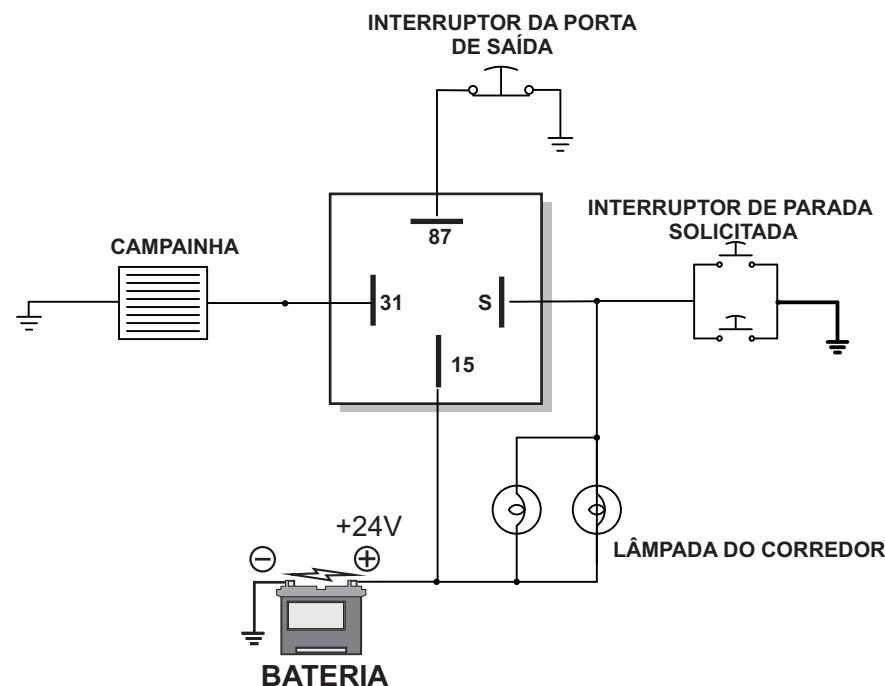 INTERRUPTOR DA PORTA
DE SAÍDA
INTERRUPTOR DE PARADA
SOLICITADA
CAMPAINHA
87
31
S
15
+24V
LÂMPADA DO CORREDOR
BATERIA